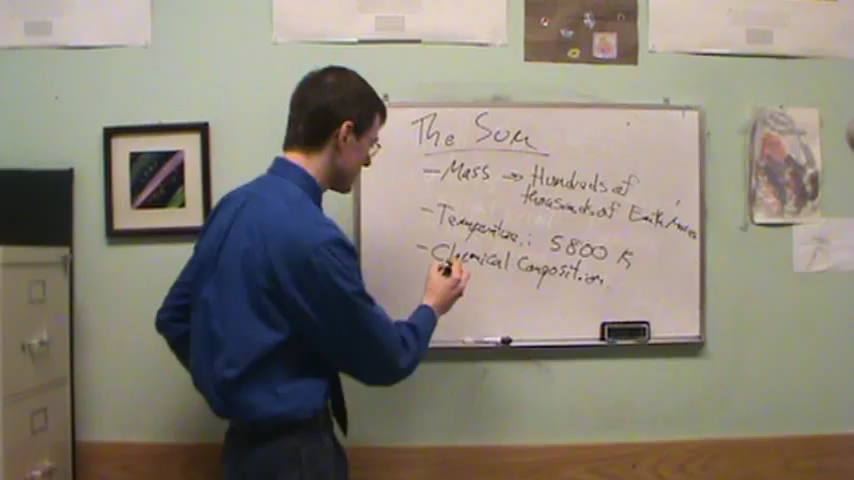 The Sun
- Mass → Hundreds of
thousands of Earth Masses
- Temperature: 5800 K
- Chemical Composition